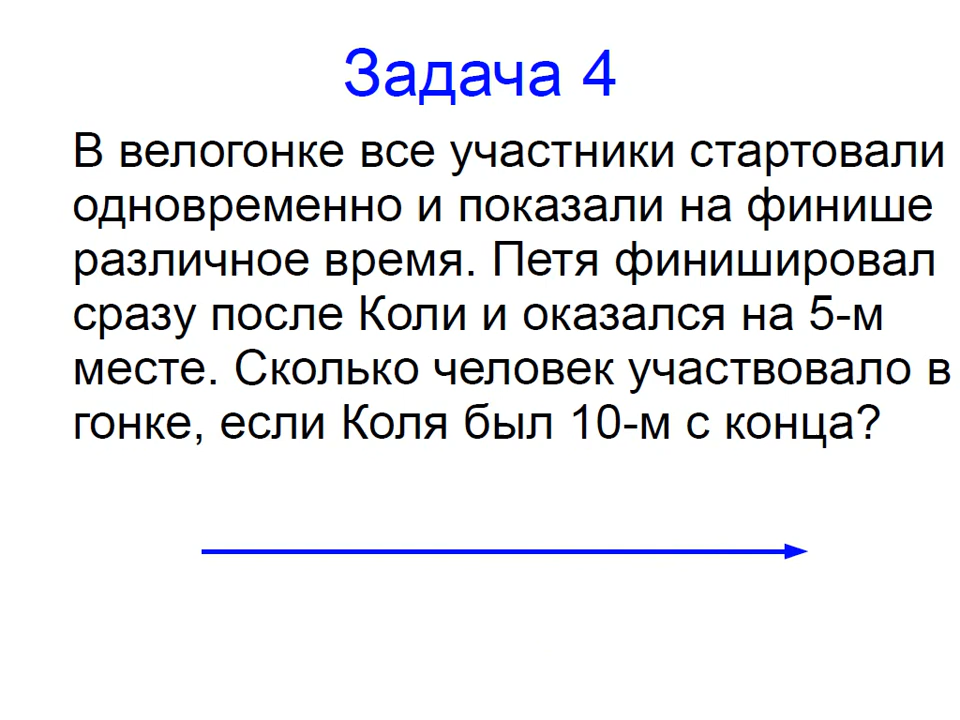 Задача 4
В велогонке все участники стартовали
одновременно и показали на финише
различное время. Петя финишировал
сразу после Коли и оказался на 5-м
месте. Сколько человек участвовало в
гонке, если Коля был 10-м с конца?